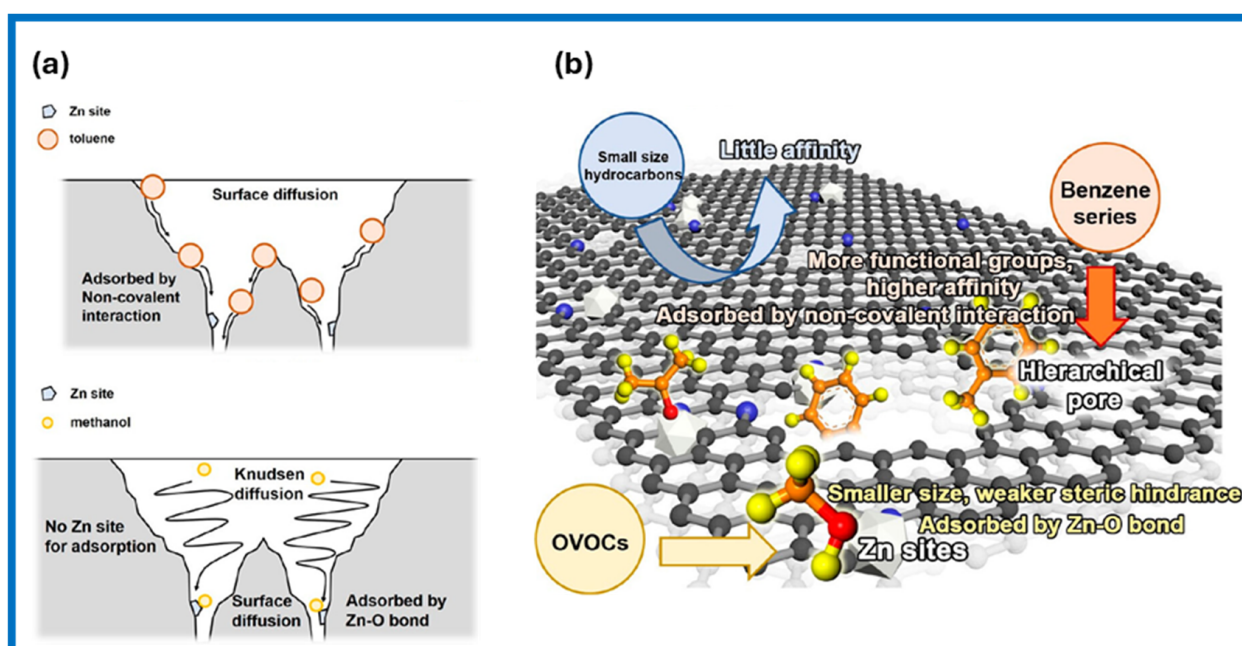 (a)
Zn site
toluene
Surface diffusion
Adsorbed by
Non-covalent
interaction
Zn site
methanol
Knudsen
diffusion
No Zn site
for adsorption
Surface
diffusion
Adsorbed by
Zn-O bond
(b)
Small size
hydrocarbons
Little affinity
Benzene
series
More functional groups,
higher affinity
Adsorbed by non-covalent interaction
Hierarchical
pore
OVOCs
Smaller size, weaker steric hindrance
Adsorbed by Zn-O bond
Zn sites